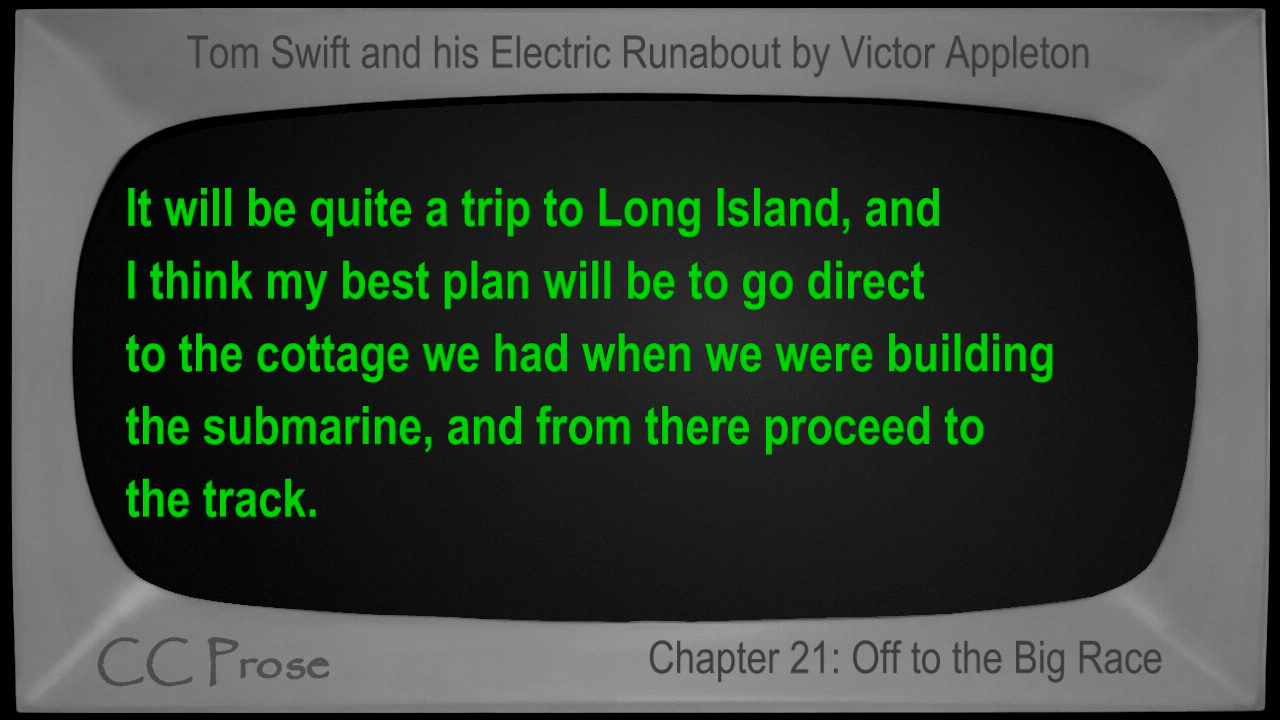 Tom Swift and his Electric Runabout by Victor Appleton
It will be quite a trip to Long Island, and
I think my best plan will be to go direct
to the cottage we had when we were building
the submarine, and from there proceed to
the track.
CC Prose
Chapter 21: Off to the Big Race